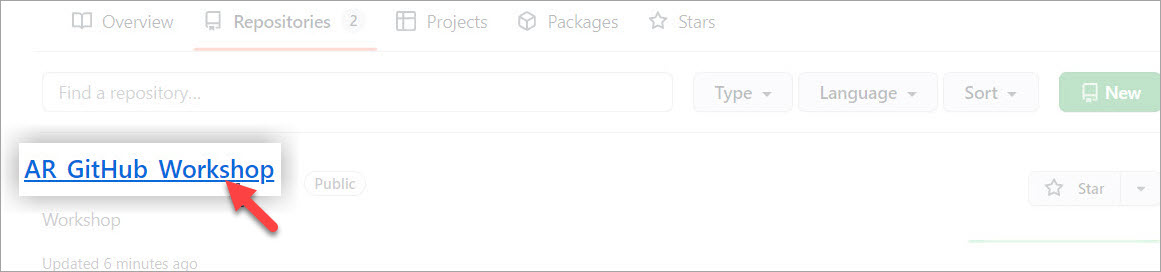 Overview Repositories 2 Projects Packages Stars
Find a repository... Type Language Sort New
AR_GitHub_Workshop Public Star
Workshop
Updated 6 minutes ago